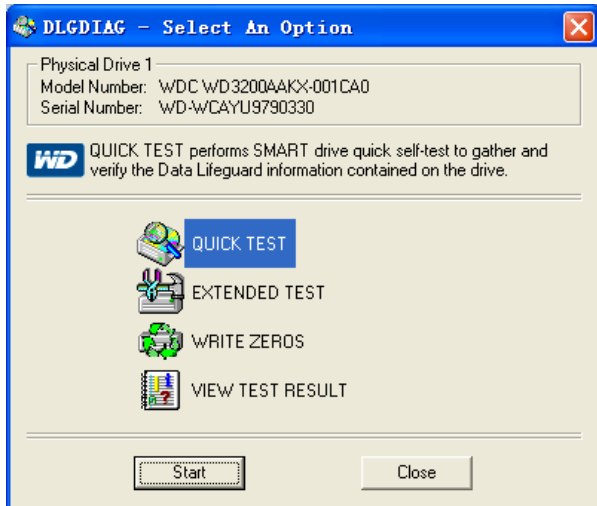 DLGDIAG - Select An Option
Physical Drive 1
Model Number: WDC WD3200AAKX-001CA0
Serial Number: WD-WCAYU9790330
WD
QUICK TEST performs SMART drive quick self-test to gather and
verify the Data Lifeguard information contained on the drive.
QUICK TEST
EXTENDED TEST
WRITE ZEROS
VIEW TEST RESULT
Start
Close